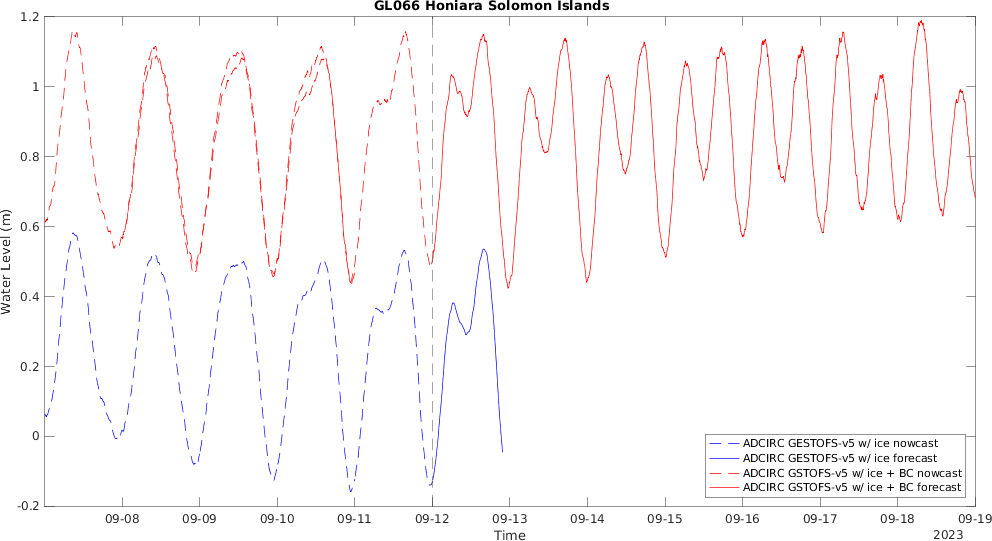 GL066 Honiara Solomon Islands
Water Level (m)
1.2
1
0.8
0.6
0.4
0.2
0
-0.2
ADCIRC GESTOFS-v5 w/ ice nowcast
ADCIRC GESTOFS-v5 w/ ice forecast
ADCIRC GSTOFS-v5 w/ ice + BC nowcast
ADCIRC GSTOFS-v5 w/ ice + BC forecast
09-08 09-09 09-10 09-11 09-12 09-13 09-14 09-15 09-16 09-17 09-18 09-19
Time
2023